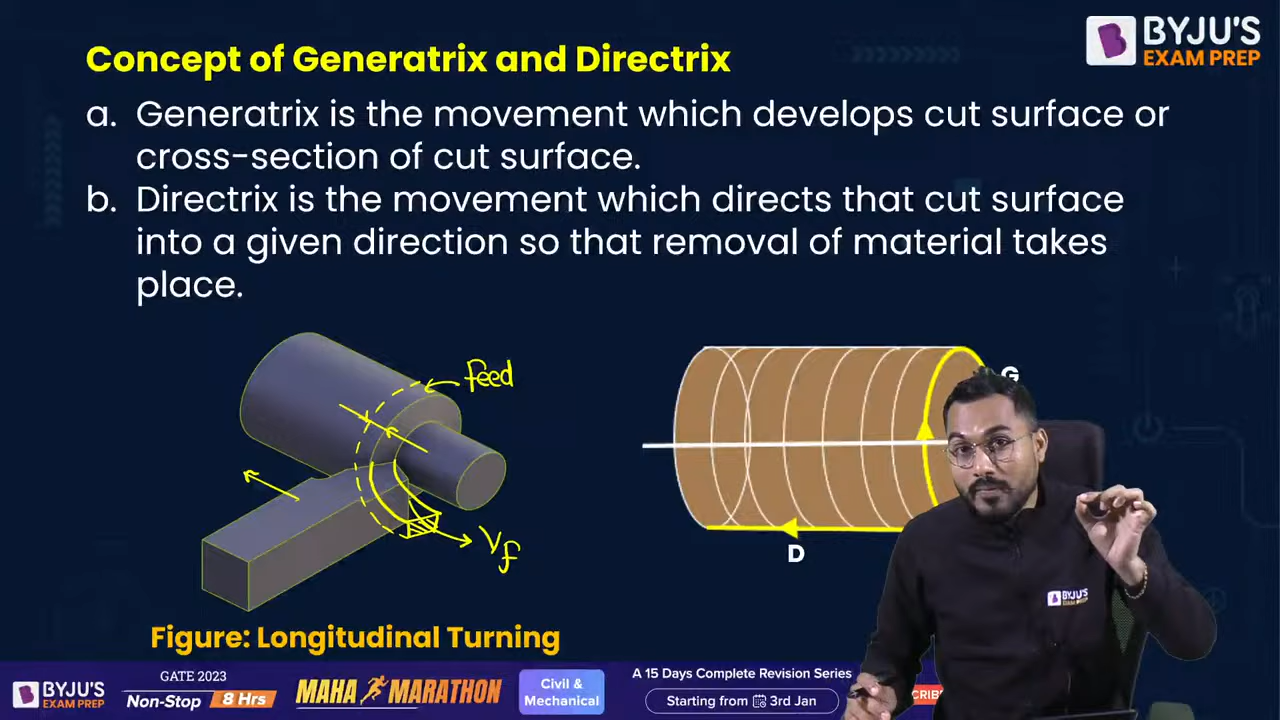 BYJU'S
EXAM PREP
Concept of Generatrix and Directrix
a. Generatrix is the movement which develops cut surface or
cross-section of cut surface.
b. Directrix is the movement which directs that cut surface
into a given direction so that removal of material takes
place.
feed
Vf
G
D
BYJU'S
EXAM PREP
Figure: Longitudinal Turning
BYJU'S
EXAM PREP
GATE 2023
Non-Stop 8 Hrs
MAHA MARATHON
Civil &
Mechanical
A 15 Days Complete Revision Series
Starting from 3rd Jan